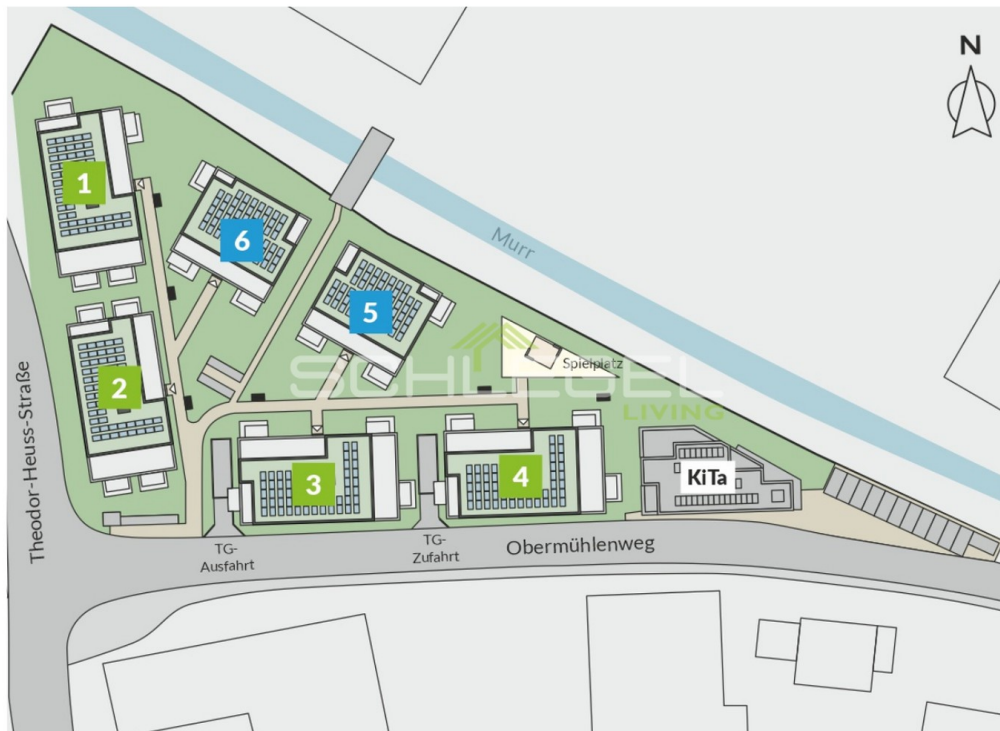 N
1
6
Murr
5
2
Spielplatz
SCHLEGEL
LIVING
Theodor-Heuss-Straße
3
4
KiTa
TG-
Ausfahrt
TG-
Zufahrt
Obermühlenweg